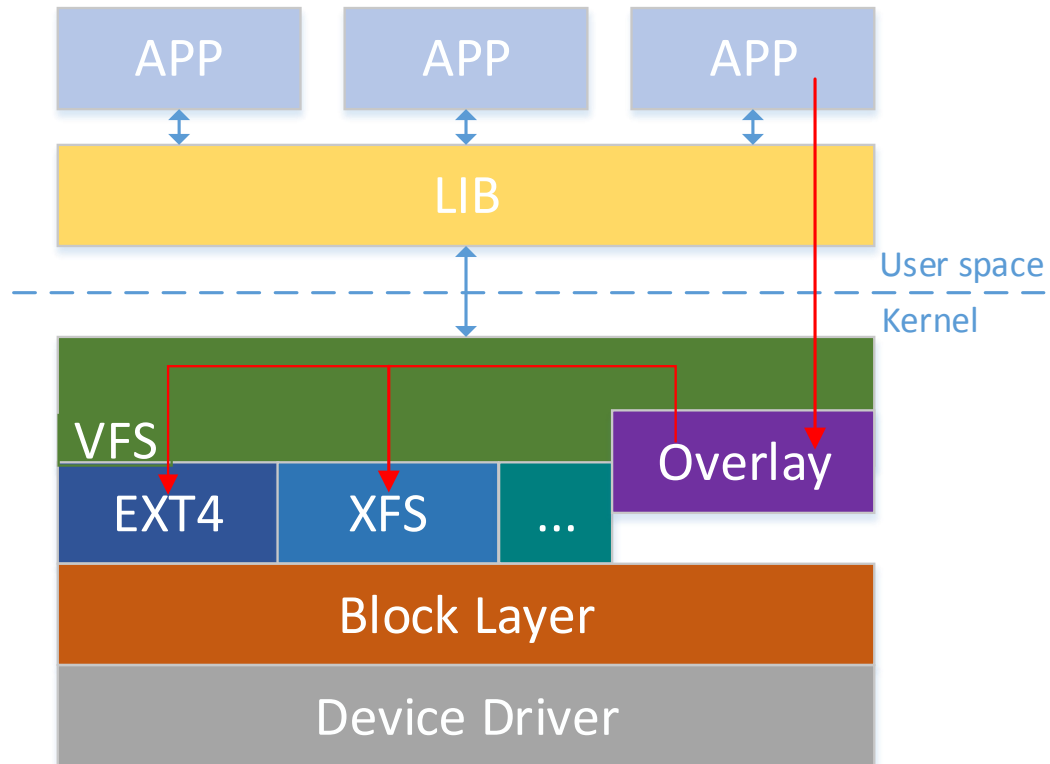 APP
APP
APP
LIB
User space
Kernel
VFS
Overlay
EXT4
XFS
...
Block Layer
Device Driver